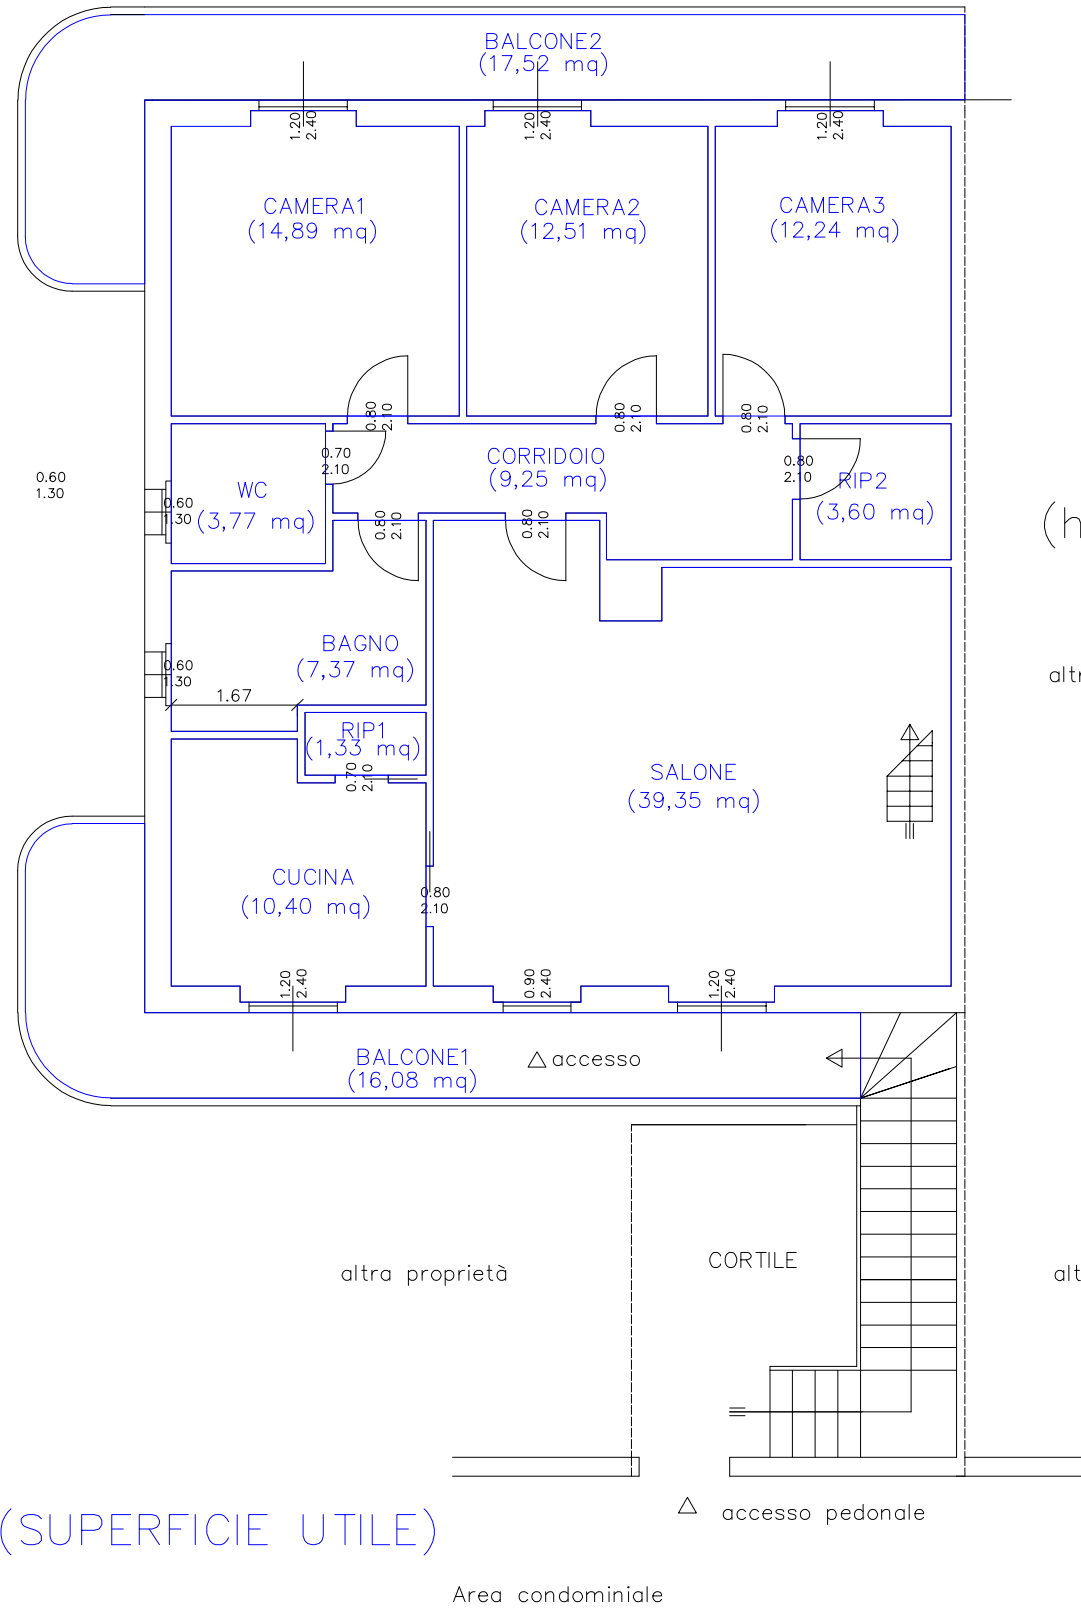 BALCONE2
(17,52 mq)
1.20
2.40
1.20
2.40
1.20
2.40
CAMERA1
(14,89 mq)
CAMERA2
(12,51 mq)
CAMERA3
(12,24 mq)
0.80
2.10
0.80
2.10
0.80
2.10
0.70
2.10
CORRIDOIO
(9,25 mq)
0.80
2.10
0.60
1.30
WC
(3,77 mq)
0.60
1.30
RIP2
(3,60 mq)
0.80
2.10
0.80
2.10
(h
BAGNO
(7,37 mq)
0.60
1.30
1.67
altr
RIP1
(1,33 mq)
0.70
2.10
SALONE
(39,35 mq)
CUCINA
(10,40 mq)
0.80
2.10
1.20
2.40
0.90
2.40
1.20
2.40
BALCONE1
(16,08 mq)
accesso
altra proprietà
CORTILE
alt
accesso pedonale
(SUPERFICIE UTILE)
Area condominiale